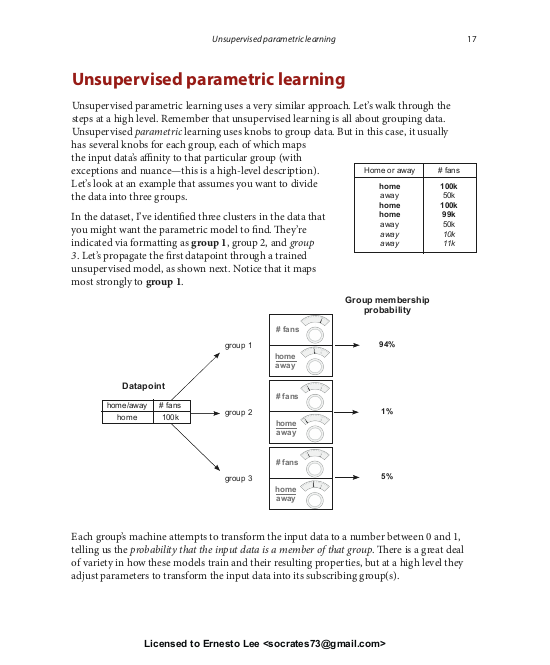 Unsupervised parametric learning
17
Unsupervised parametric learning
Unsupervised parametric learning uses a very similar approach. Let's walk through the
steps at a high level. Remember that unsupervised learning is all about grouping data.
Unsupervised parametric learning uses knobs to group data. But in this case, it usually
has several knobs for each group, each of which maps
the input data's affinity to that particular group (with
exceptions and nuance—this is a high-level description).
Let's look at an example that assumes you want to divide
the data into three groups.
Home or away # fans
home 100k
away 50k
home 100k
home 99k
away 50k
away 10k
away 11k
In the dataset, I've identified three clusters in the data that
you might want the parametric model to find. They're
indicated via formatting as group 1, group 2, and group
3. Let's propagate the first datapoint through a trained
unsupervised model, as shown next. Notice that it maps
most strongly to group 1.
Group membership
probability
Datapoint
home/away # fans
home 100k
group 1
# fans
home
away
94%
group 2
# fans
home
away
1%
group 3
# fans
home
away
5%
Each group's machine attempts to transform the input data to a number between 0 and 1,
telling us the probability that the input data is a member of that group. There is a great deal
of variety in how these models train and their resulting properties, but at a high level they
adjust parameters to transform the input data into its subscribing group(s).
Licensed to Ernesto Lee <socrates73@gmail.com>